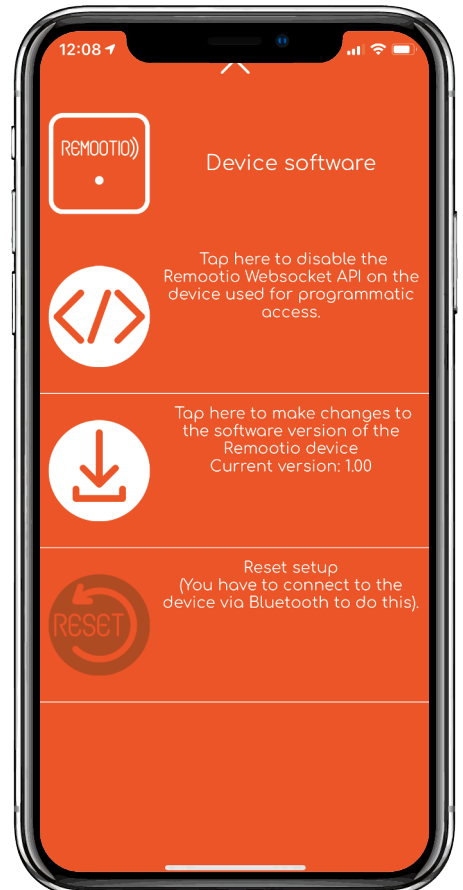 12:08
REMOOTIO
Device software
Tap here to disable the
Remootio Websocket API on the
device used for programmatic
access.
Tap here to make changes to
the software version of the
Remootio device
Current version: 1.00
Reset setup
(You have to connect to the
device via Bluetooth to do this).
RESET